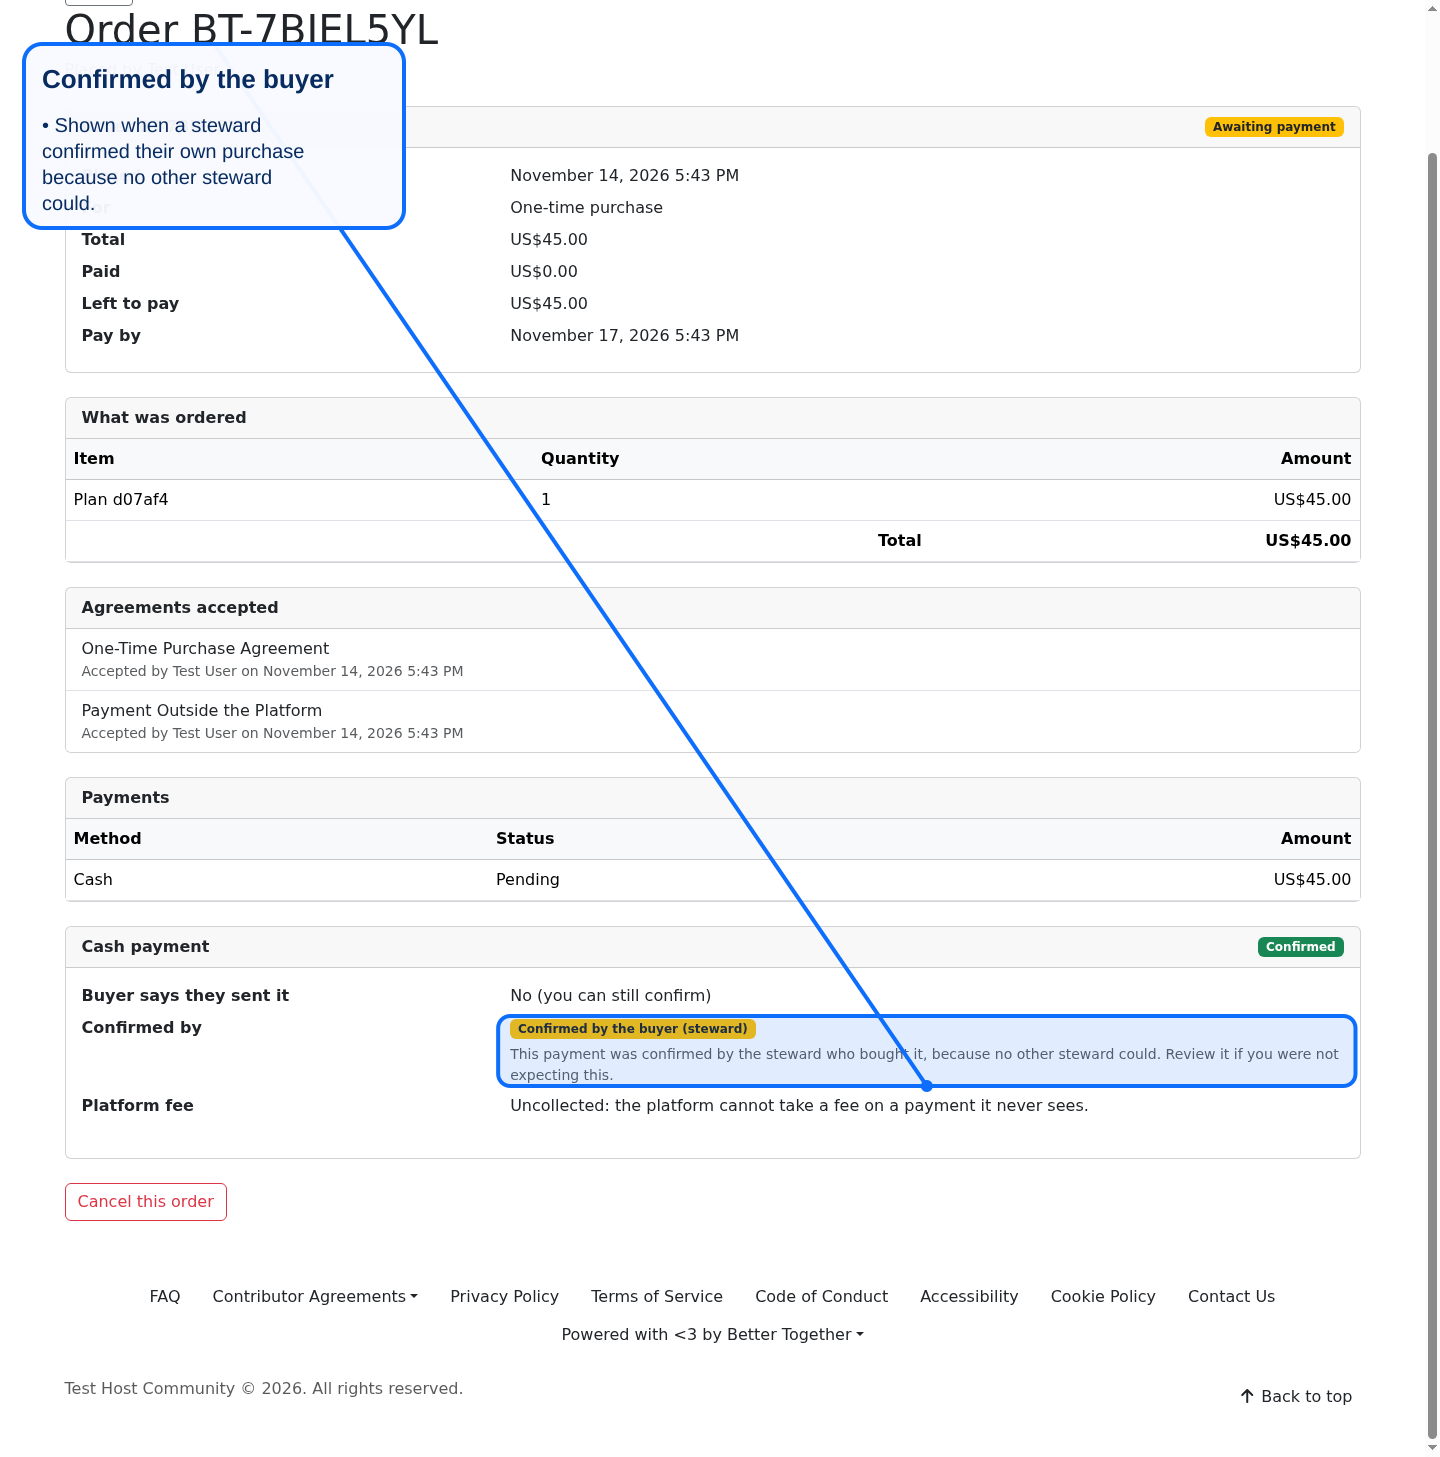 Order BT-7BIEL5YL
Confirmed by the buyer
• Shown when a steward
confirmed their own purchase
because no other steward
could.
Awaiting payment
November 14, 2026 5:43 PM
One-time purchase
Total US$45.00
Paid US$0.00
Left to pay US$45.00
Pay by November 17, 2026 5:43 PM
What was ordered
Item Quantity Amount
Plan d07af4 1 US$45.00
Total US$45.00
Agreements accepted
One-Time Purchase Agreement
Accepted by Test User on November 14, 2026 5:43 PM
Payment Outside the Platform
Accepted by Test User on November 14, 2026 5:43 PM
Payments
Method Status Amount
Cash Pending US$45.00
Cash payment Confirmed
Buyer says they sent it No (you can still confirm)
Confirmed by Confirmed by the buyer (steward)
This payment was confirmed by the steward who bought it, because no other steward could. Review it if you were not
expecting this.
Platform fee Uncollected: the platform cannot take a fee on a payment it never sees.
Cancel this order
FAQ Contributor Agreements Privacy Policy Terms of Service Code of Conduct Accessibility Cookie Policy Contact Us
Powered with <3 by Better Together
Test Host Community © 2026. All rights reserved.
Back to top